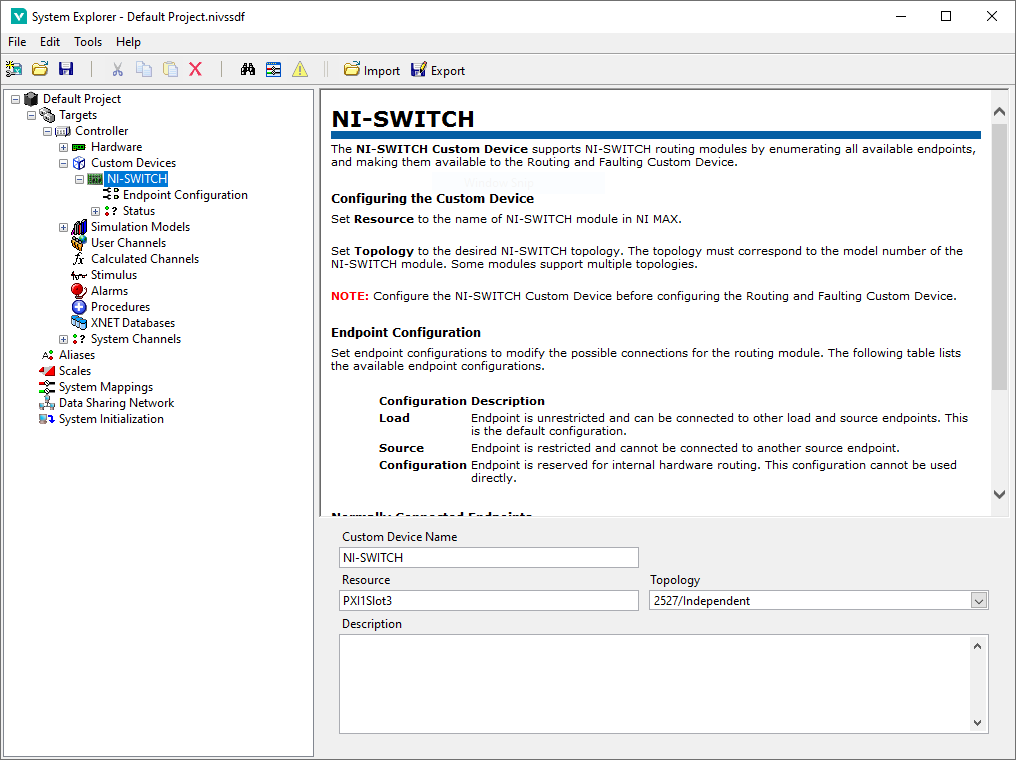 System Explorer - Default Project.nivssdf
File Edit Tools Help
Import Export
Default Project
Targets
Controller
Hardware
Custom Devices
NI-SWITCH
Endpoint Configuration
Status
Simulation Models
User Channels
Calculated Channels
Stimulus
Alarms
Procedures
XNET Databases
System Channels
Aliases
Scales
System Mappings
Data Sharing Network
System Initialization
NI-SWITCH
The NI-SWITCH Custom Device supports NI-SWITCH routing modules by enumerating all available endpoints,
and making them available to the Routing and Faulting Custom Device.
Configuring the Custom Device
Set Resource to the name of NI-SWITCH module in NI MAX.
Set Topology to the desired NI-SWITCH topology. The topology must correspond to the model number of the
NI-SWITCH module. Some modules support multiple topologies.
NOTE: Configure the NI-SWITCH Custom Device before configuring the Routing and Faulting Custom Device.
Endpoint Configuration
Set endpoint configurations to modify the possible connections for the routing module. The following table lists
the available endpoint configurations.
Configuration Description
Load Endpoint is unrestricted and can be connected to other load and source endpoints. This
is the default configuration.
Source Endpoint is restricted and cannot be connected to another source endpoint.
Configuration Endpoint is reserved for internal hardware routing. This configuration cannot be used
directly.
Normally Connected Endpoints
Custom Device Name
NI-SWITCH
Resource Topology
PXI1Slot3 2527/Independent
Description